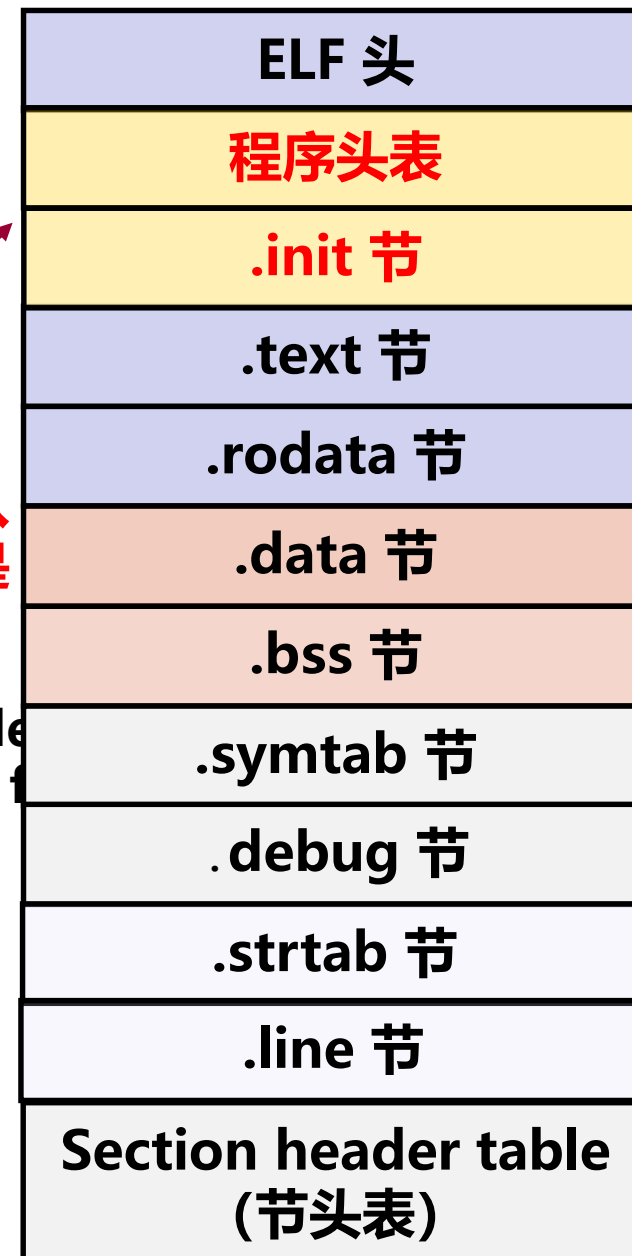 ELF 头
程序头表
.init 节
.text 节
.rodata 节
.data 节
.bss 节
.symtab 节
.debug 节
.strtab 节
.line 节
Section header table
(节头表)